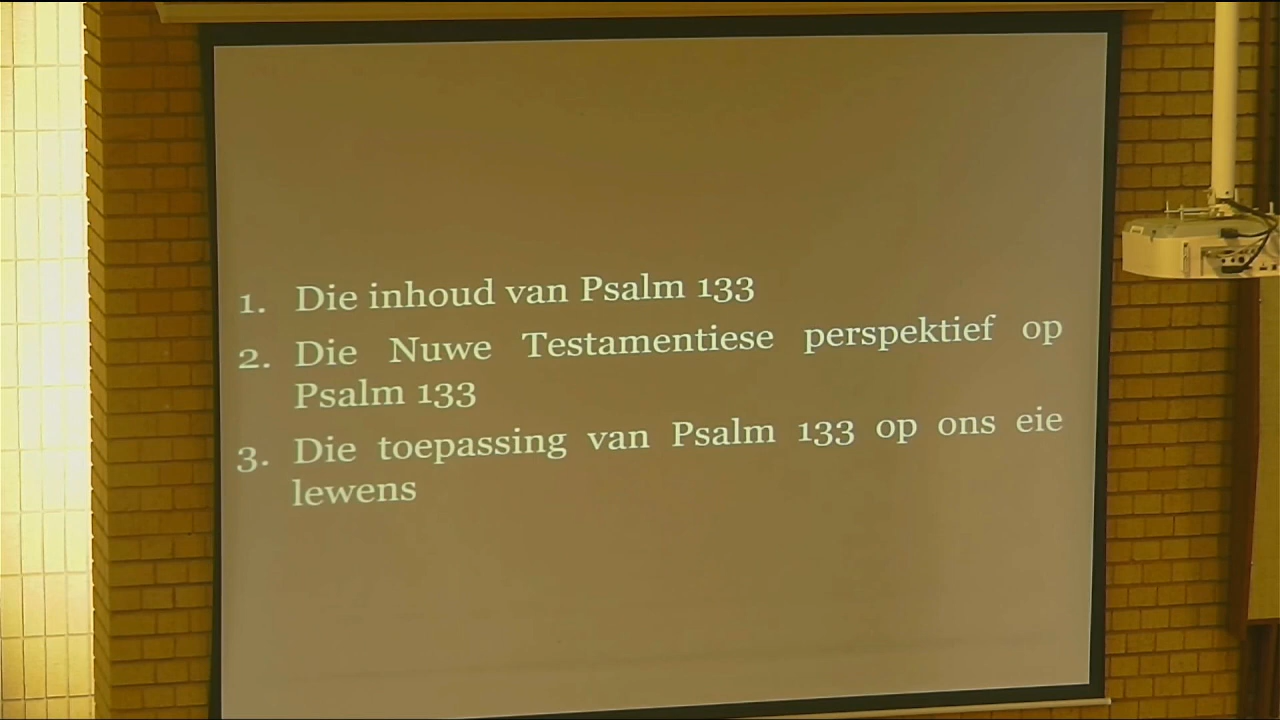 1. Die inhoud van Psalm 133
2. Die Nuwe Testamentiese perspektief op
Psalm 133
3. Die toepassing van Psalm 133 op ons eie
lewens